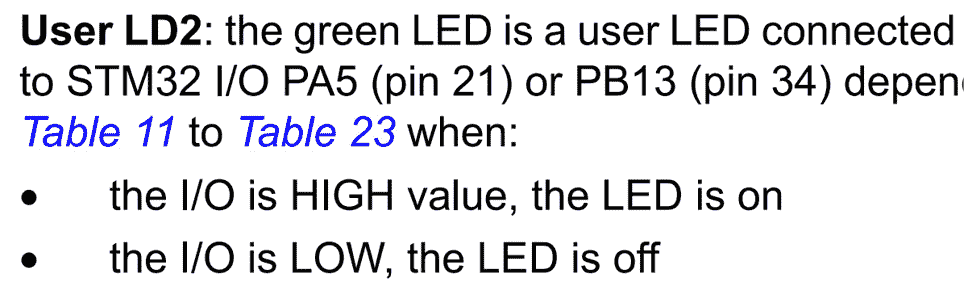 User LD2: the green LED is a user LED connected
to STM32 I/O PA5 (pin 21) or PB13 (pin 34)
Table 11 to Table 23 when:
• the I/O is HIGH value, the LED is on
• the I/O is LOW, the LED is off